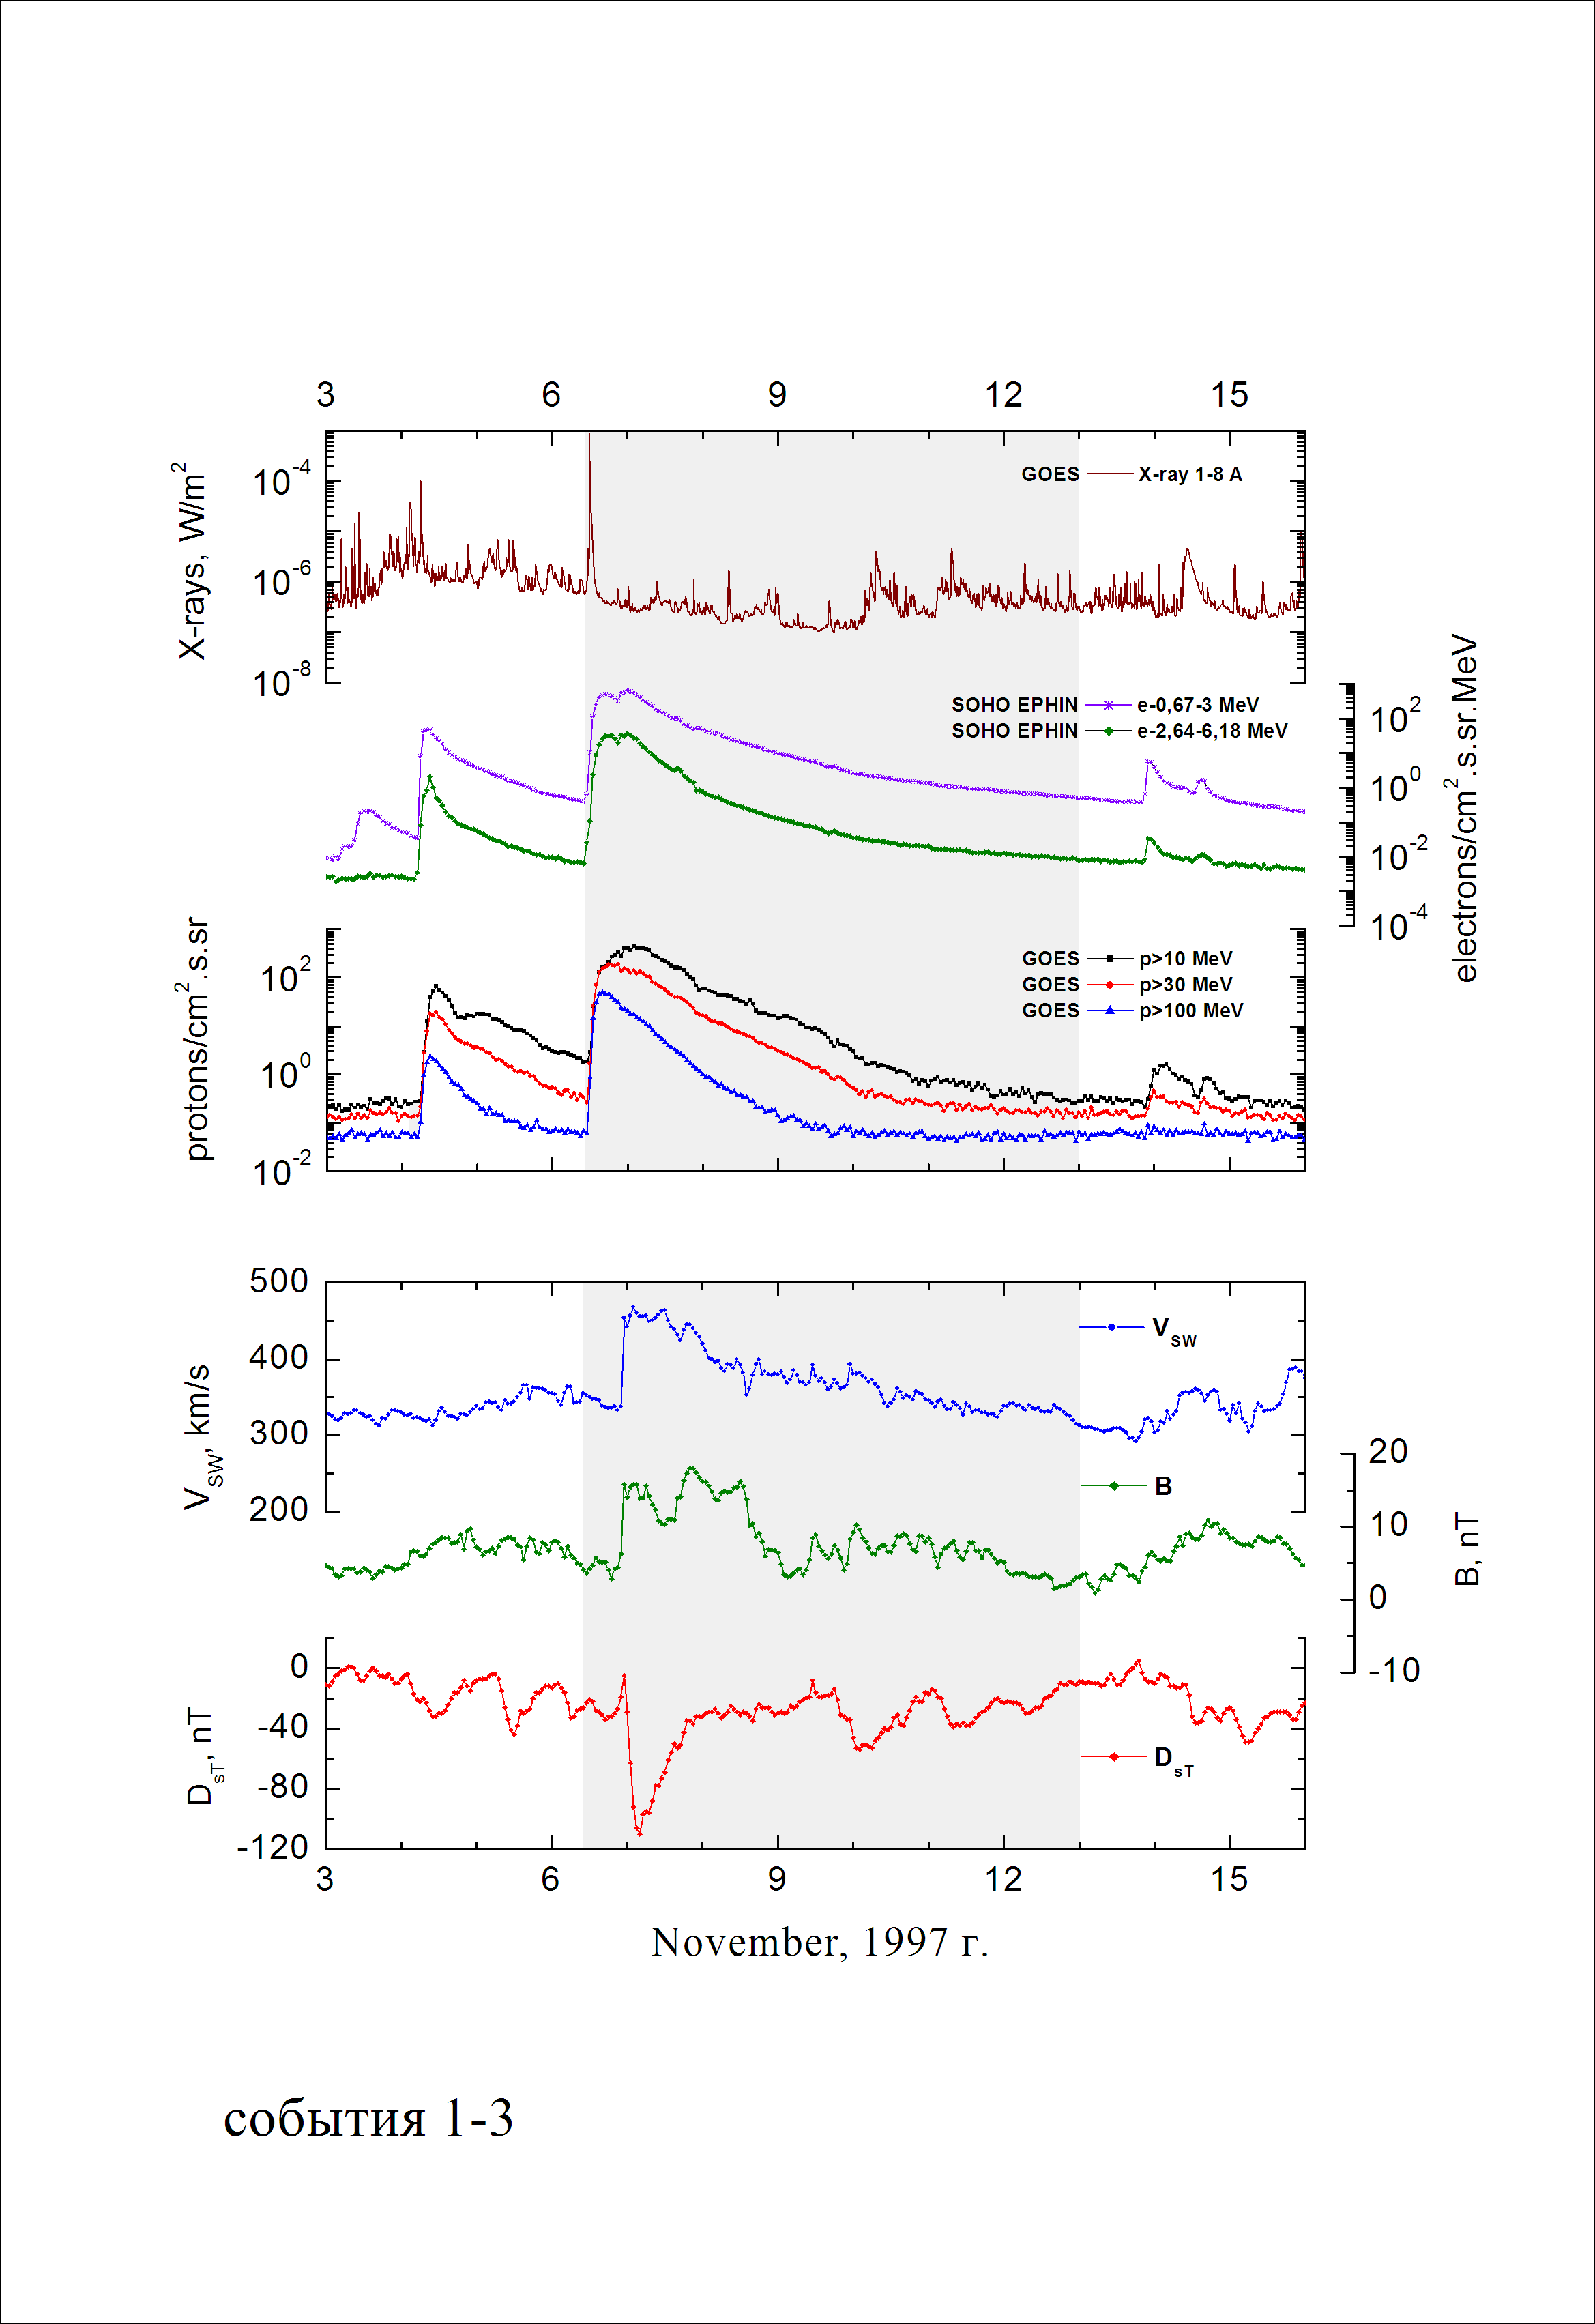 3 6 9 12 15
X-rays, W/m²
10⁻⁴
10⁻⁶
10⁻⁸
GOES X-ray 1-8 A
SOHO EPHIN e-0,67-3 MeV
SOHO EPHIN e-2,64-6,18 MeV
10²
10⁰
10⁻²
10⁻⁴
electrons/cm².s.sr.MeV
protons/cm².s.sr
10²
10⁰
10⁻²
GOES p>10 MeV
GOES p>30 MeV
GOES p>100 MeV
V_SW, km/s
500
400
300
200
V_SW
B
20
10
0
-10
B, nT
D_sT, nT
0
-40
-80
-120
D_sT
3 6 9 12 15
November, 1997 г.
события 1-3